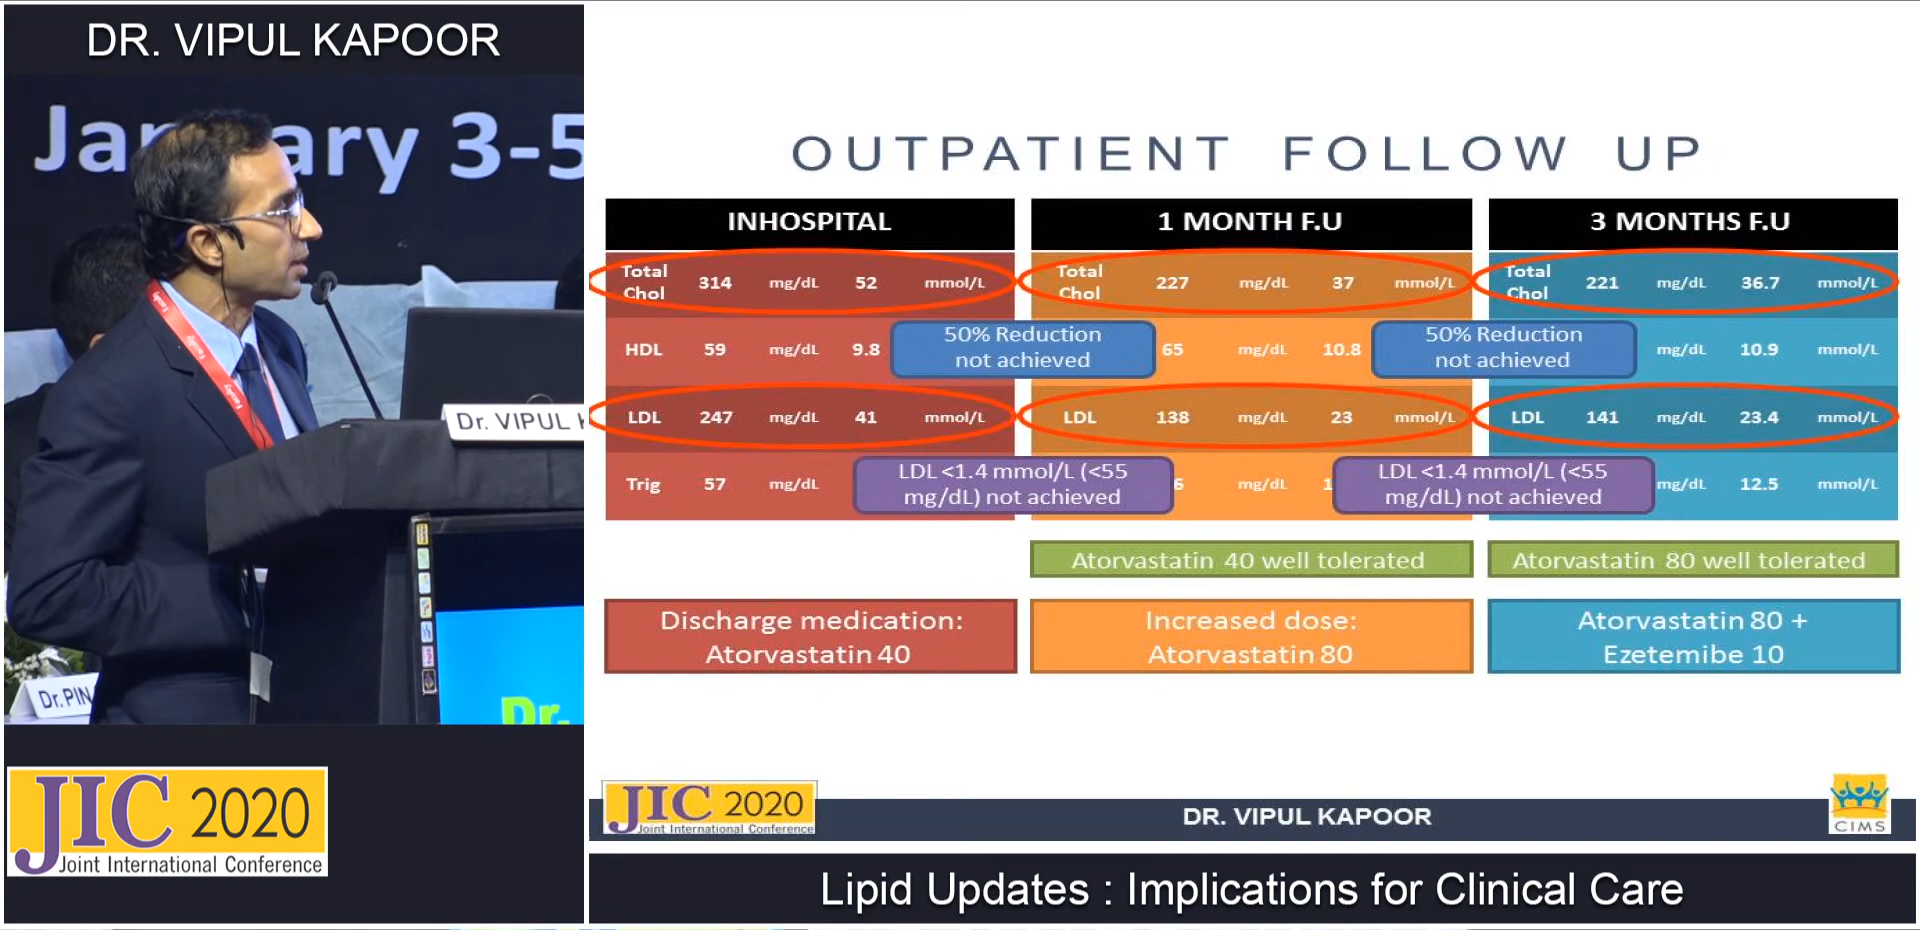 DR. VIPUL KAPOOR
January 3-5
Dr. VIPUL
Dr. PIN
Dr.
Faculty
Faculty
Faculty
JIC 2020
Joint International Conference
OUTPATIENT FOLLOW UP
INHOSPITAL
Total Chol 314 mg/dL 52 mmol/L
HDL 59 mg/dL 9.8
LDL 247 mg/dL 41 mmol/L
Trig 57 mg/dL
1 MONTH F.U
Total Chol 227 mg/dL 37 mmol/L
65 mg/dL 10.8
LDL 138 mg/dL 23 mmol/L
6 mg/dL 1
3 MONTHS F.U
Total Chol 221 mg/dL 36.7 mmol/L
mg/dL 10.9 mmol/L
LDL 141 mg/dL 23.4 mmol/L
mg/dL 12.5 mmol/L
50% Reduction
not achieved
50% Reduction
not achieved
LDL <1.4 mmol/L (<55
mg/dL) not achieved
LDL <1.4 mmol/L (<55
mg/dL) not achieved
Atorvastatin 40 well tolerated
Atorvastatin 80 well tolerated
Discharge medication:
Atorvastatin 40
Increased dose:
Atorvastatin 80
Atorvastatin 80 +
Ezetemibe 10
JIC 2020
Joint International Conference
DR. VIPUL KAPOOR
CIMS
Lipid Updates : Implications for Clinical Care